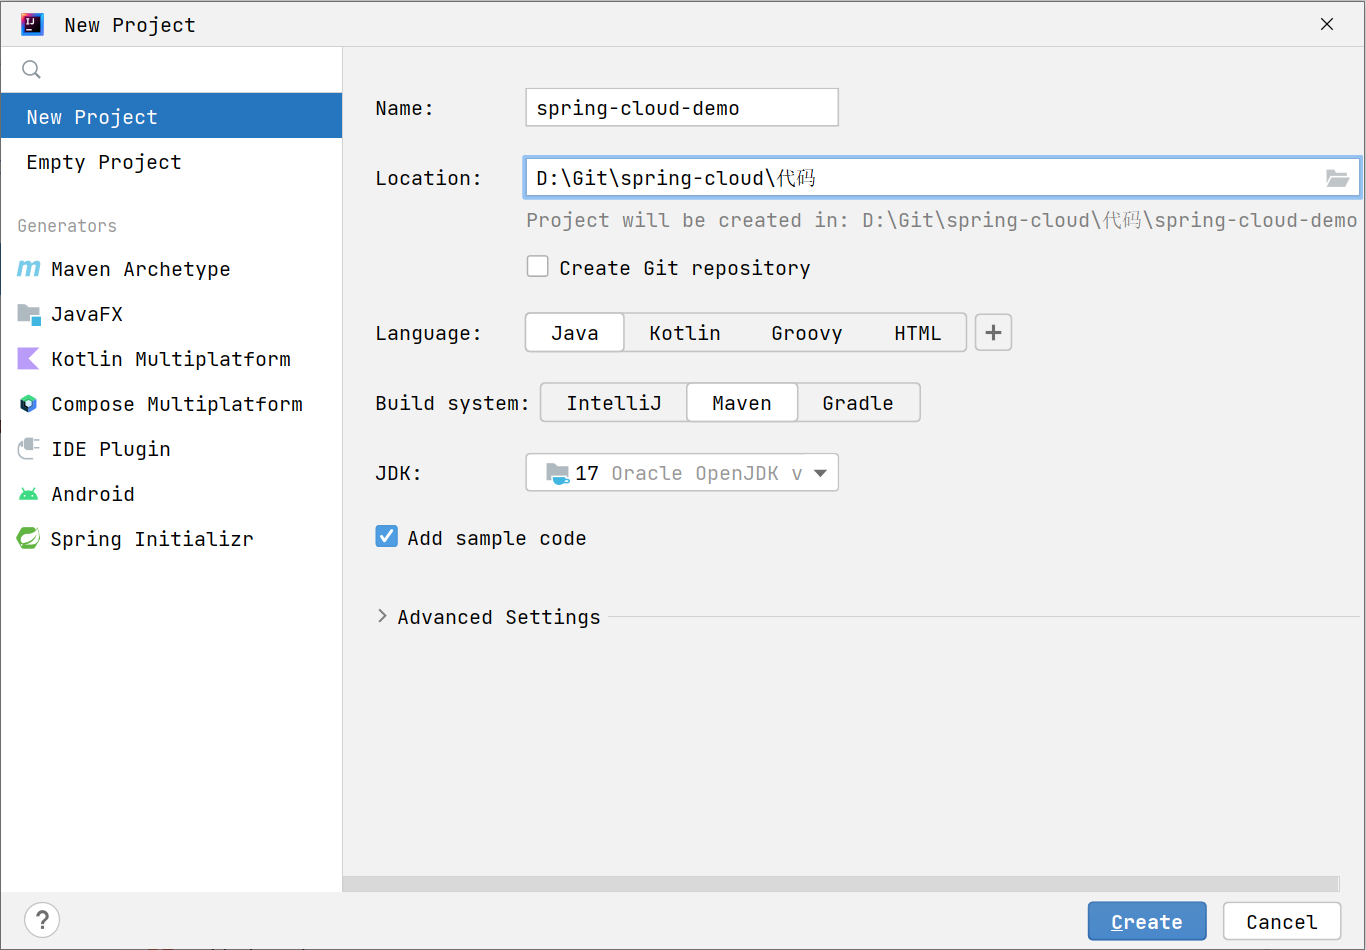 New Project
New Project
Empty Project
Generators
Maven Archetype
JavaFX
Kotlin Multiplatform
Compose Multiplatform
IDE Plugin
Android
Spring Initializr
Name: spring-cloud-demo
Location: D:\Git\spring-cloud\代码
Project will be created in: D:\Git\spring-cloud\代码\spring-cloud-demo
Create Git repository
Language: Java Kotlin Groovy HTML +
Build system: IntelliJ Maven Gradle
JDK: 17 Oracle OpenJDK v
Add sample code
Advanced Settings
? Create Cancel